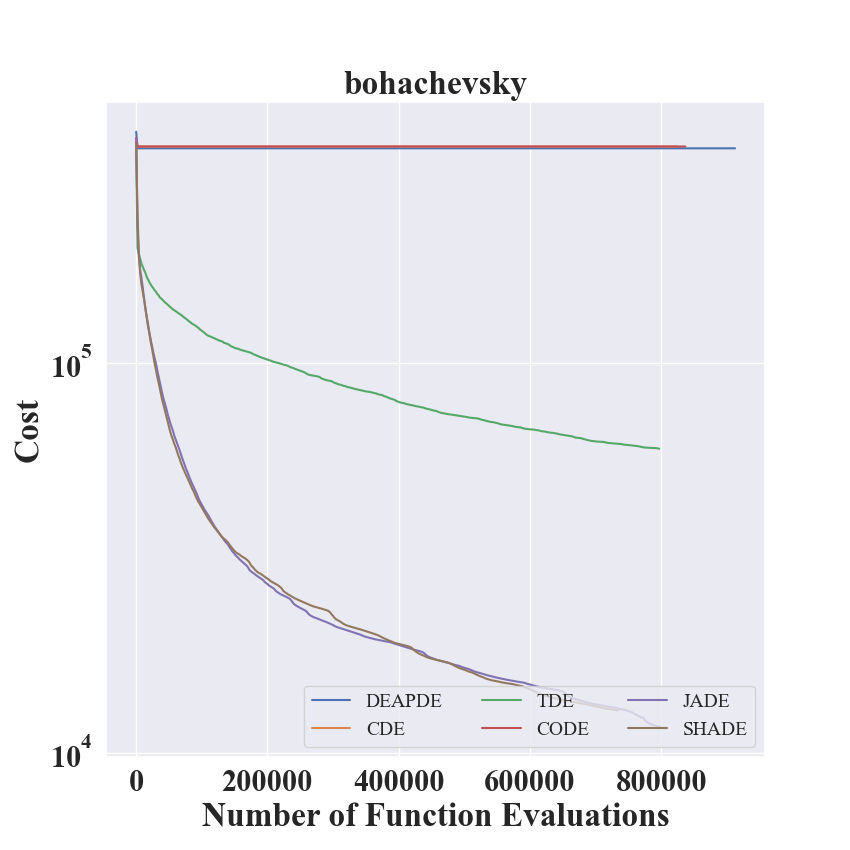 bohachevsky
Cost
10^5
10^4
0 200000 400000 600000 800000
Number of Function Evaluations
DEAPDE TDE JADE
CDE CODE SHADE